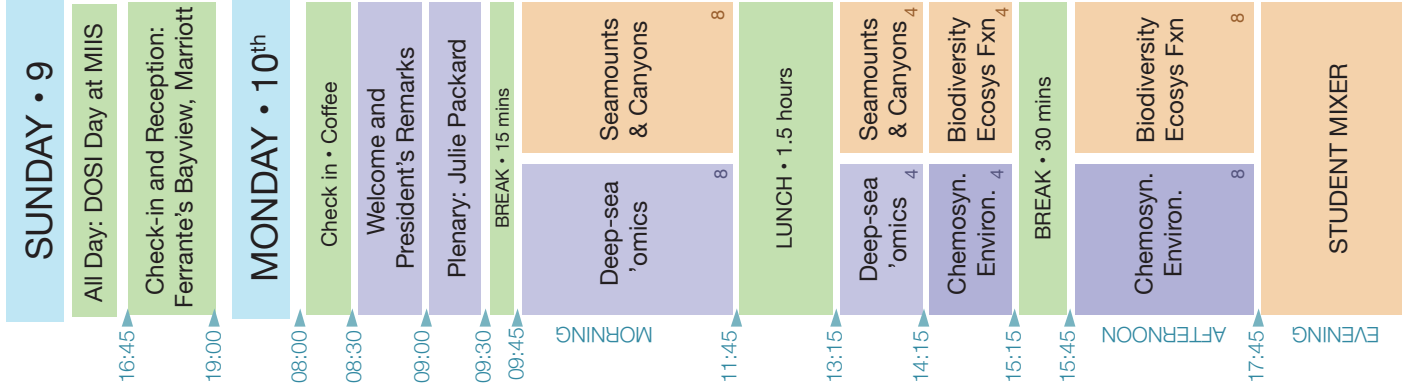 SUNDAY • 9
All Day: DOSI Day at MIIS
16:45
Check-in and Reception:
Ferrante's Bayview, Marriott
19:00
MONDAY • 10th
08:00
Check in • Coffee
08:30
Welcome and
President's Remarks
09:00
Plenary: Julie Packard
09:30
BREAK • 15 mins
09:45
MORNING
Deep-sea
'omics
8
Seamounts
& Canyons
8
11:45
LUNCH • 1.5 hours
13:15
Deep-sea
'omics
4
Seamounts
& Canyons
4
14:15
AFTERNOON
Chemosyn.
Environ.
4
Biodiversity
Ecosys Fxn
4
15:15
BREAK • 30 mins
15:45
Chemosyn.
Environ.
8
Biodiversity
Ecosys Fxn
8
17:45
EVENING
STUDENT MIXER